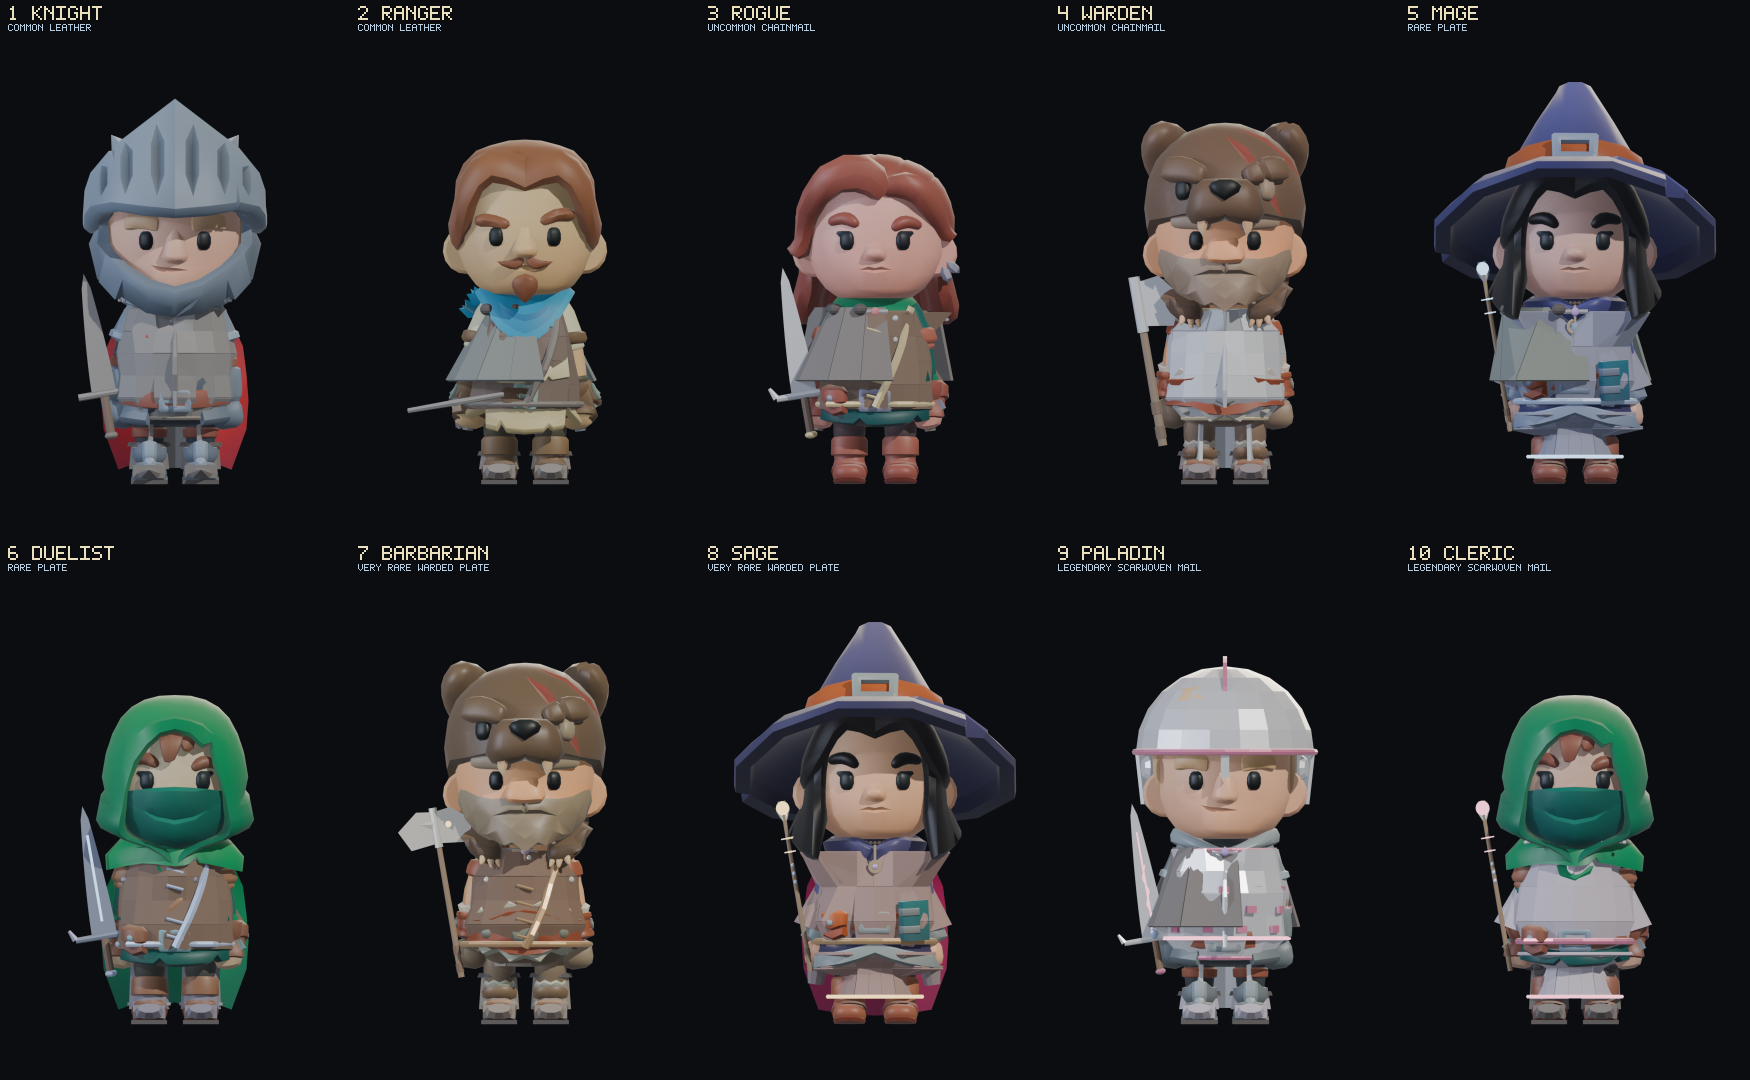 1 KNIGHT
COMMON LEATHER
2 RANGER
COMMON LEATHER
3 ROGUE
UNCOMMON CHAINMAIL
4 WARDEN
UNCOMMON CHAINMAIL
5 MAGE
RARE PLATE
6 DUELIST
RARE PLATE
7 BARBARIAN
VERY RARE WARDED PLATE
8 SAGE
VERY RARE WARDED PLATE
9 PALADIN
LEGENDARY SCARWOVEN MAIL
10 CLERIC
LEGENDARY SCARWOVEN MAIL